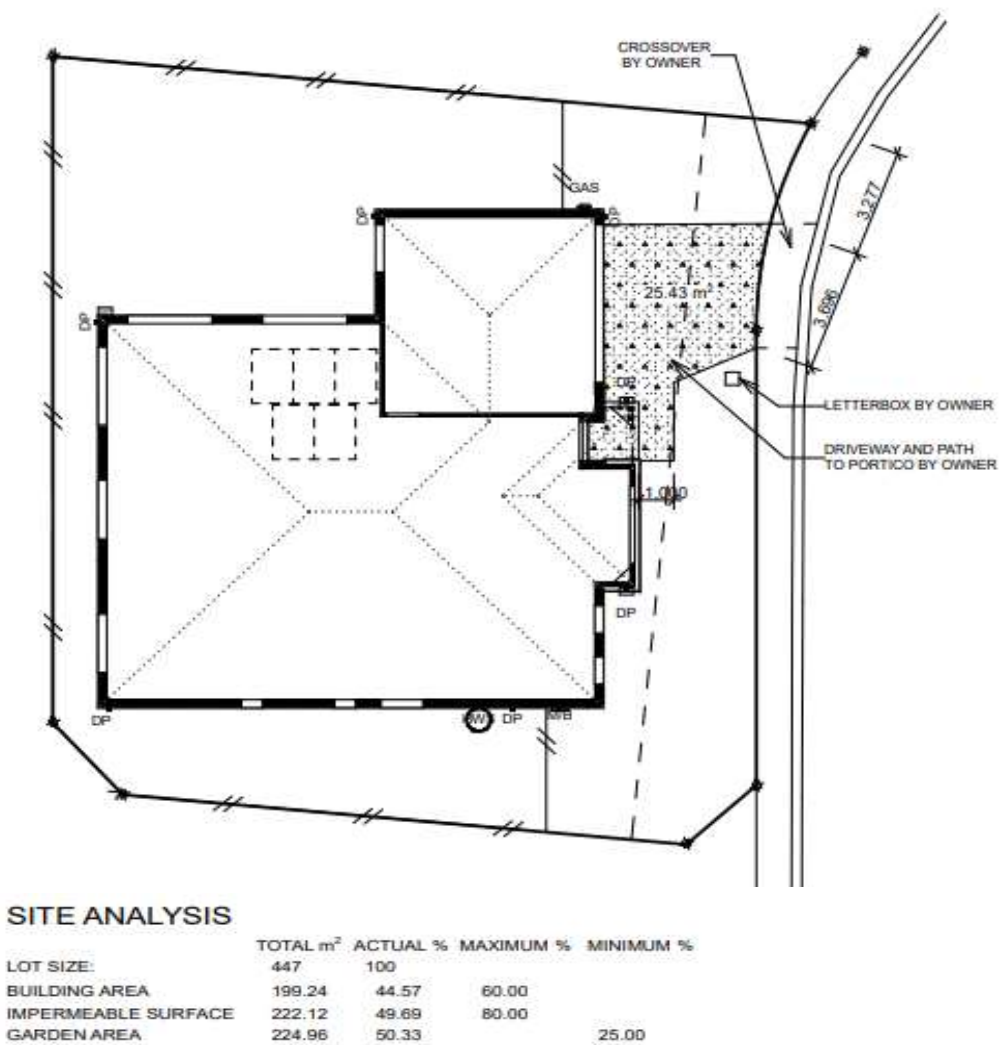 CROSSOVER
BY OWNER
GAS
DP
DP
3,277
25.43 m²
3,696
DP
DP
LETTERBOX BY OWNER
DRIVEWAY AND PATH
TO PORTICO BY OWNER
1,000
DP
DP
DP
M/B
SITE ANALYSIS
TOTAL m² ACTUAL % MAXIMUM % MINIMUM %
LOT SIZE: 447 100
BUILDING AREA 199.24 44.57 60.00
IMPERMEABLE SURFACE 222.12 49.69 80.00
GARDEN AREA 224.96 50.33 25.00